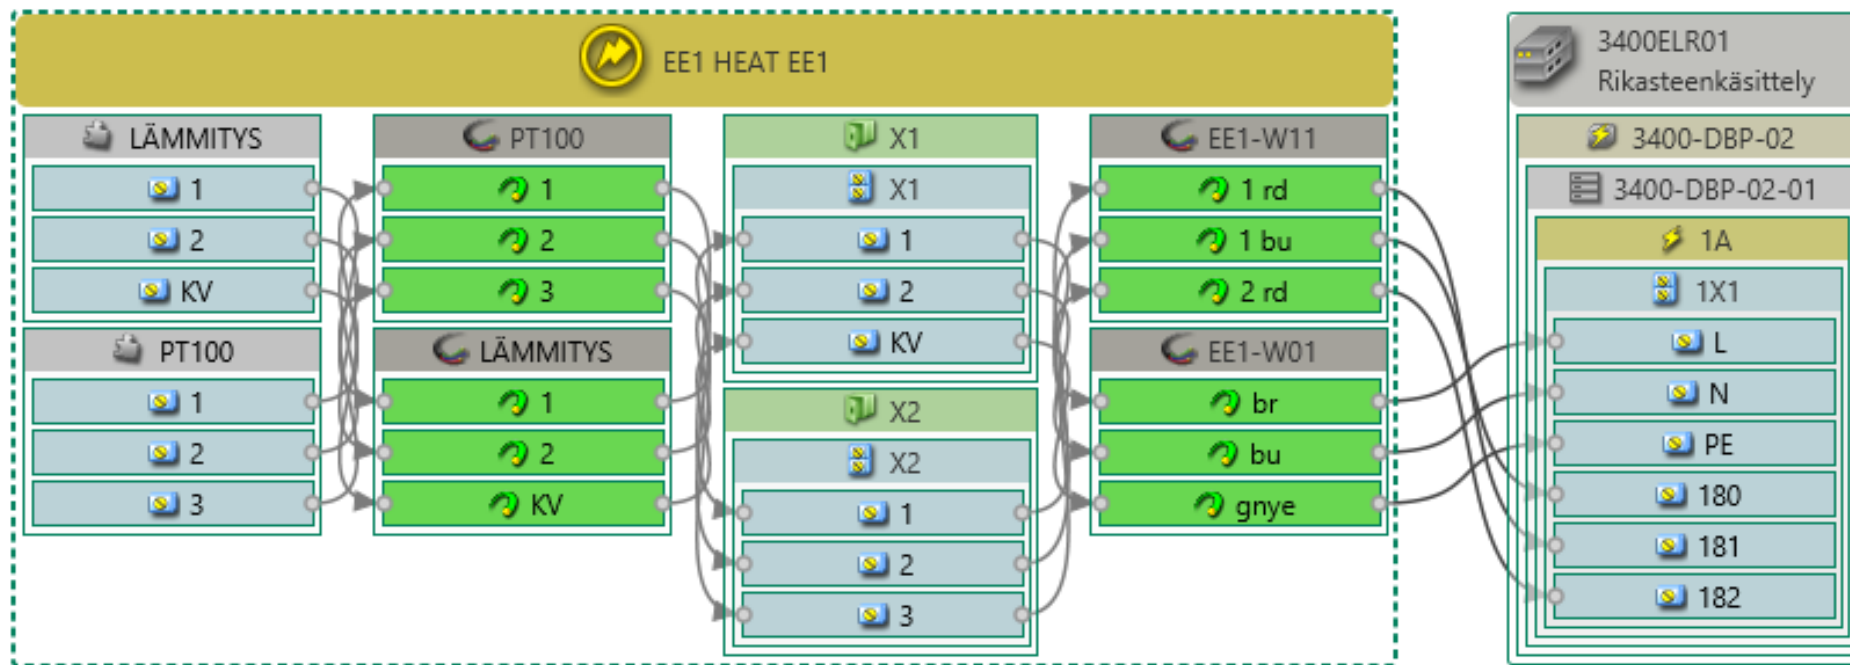 EE1 HEAT EE1
LÄMMITYS
1
2
KV
PT100
1
2
3
PT100
1
2
3
LÄMMITYS
1
2
KV
X1
X1
1
2
KV
X2
X2
1
2
3
EE1-W11
1 rd
1 bu
2 rd
EE1-W01
br
bu
gnye
3400ELR01
Rikasteenkäsittely
3400-DBP-02
3400-DBP-02-01
1A
1X1
L
N
PE
180
181
182